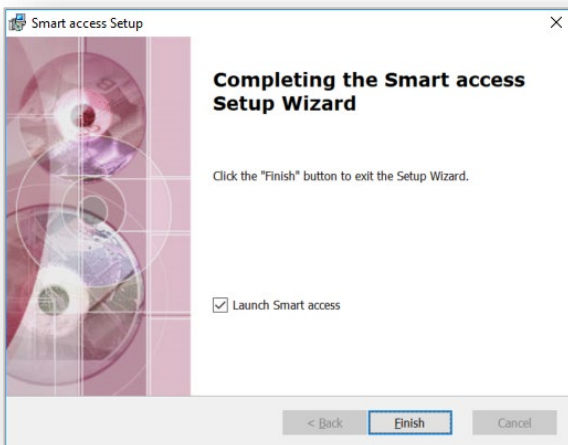 Smart access Setup
Completing the Smart access
Setup Wizard
Click the "Finish" button to exit the Setup Wizard.
Launch Smart access
< Back Finish Cancel